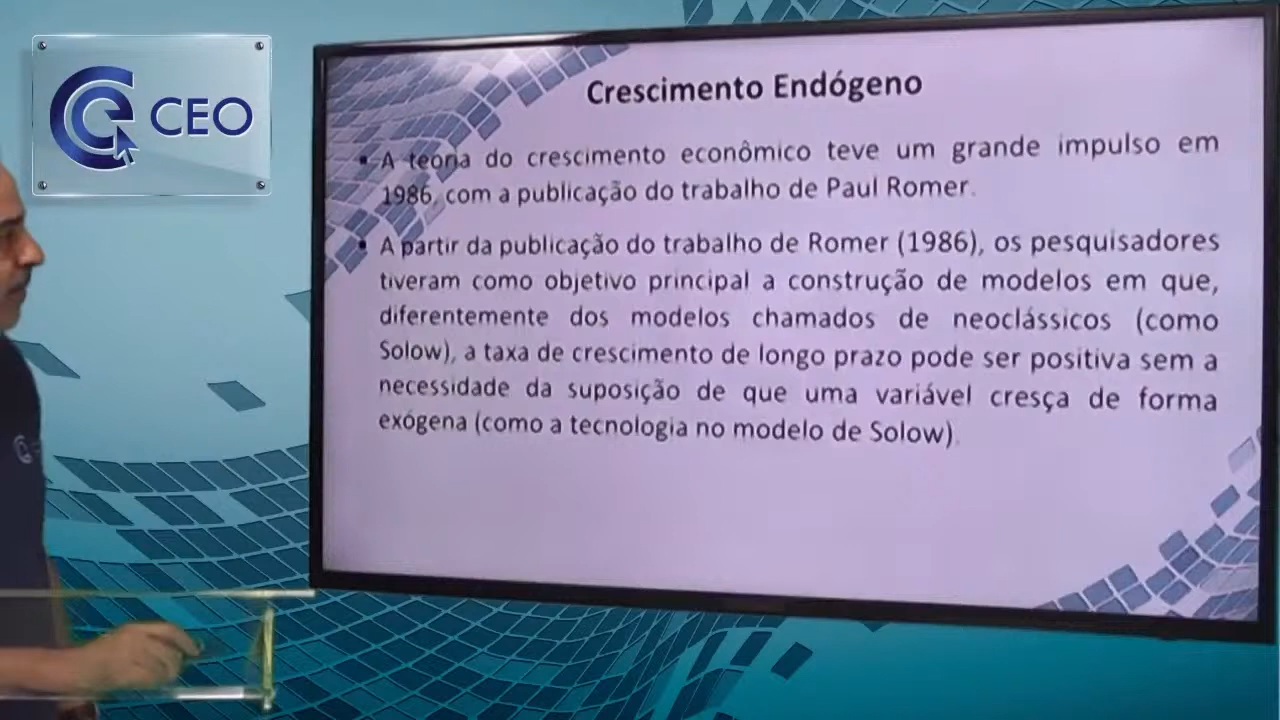 CEO
Crescimento Endógeno
• A teoria do crescimento econômico teve um grande impulso em
1986, com a publicação do trabalho de Paul Romer.
• A partir da publicação do trabalho de Romer (1986), os pesquisadores
tiveram como objetivo principal a construção de modelos em que,
diferentemente dos modelos chamados de neoclássicos (como
Solow), a taxa de crescimento de longo prazo pode ser positiva sem a
necessidade da suposição de que uma variável cresça de forma
exógena (como a tecnologia no modelo de Solow).